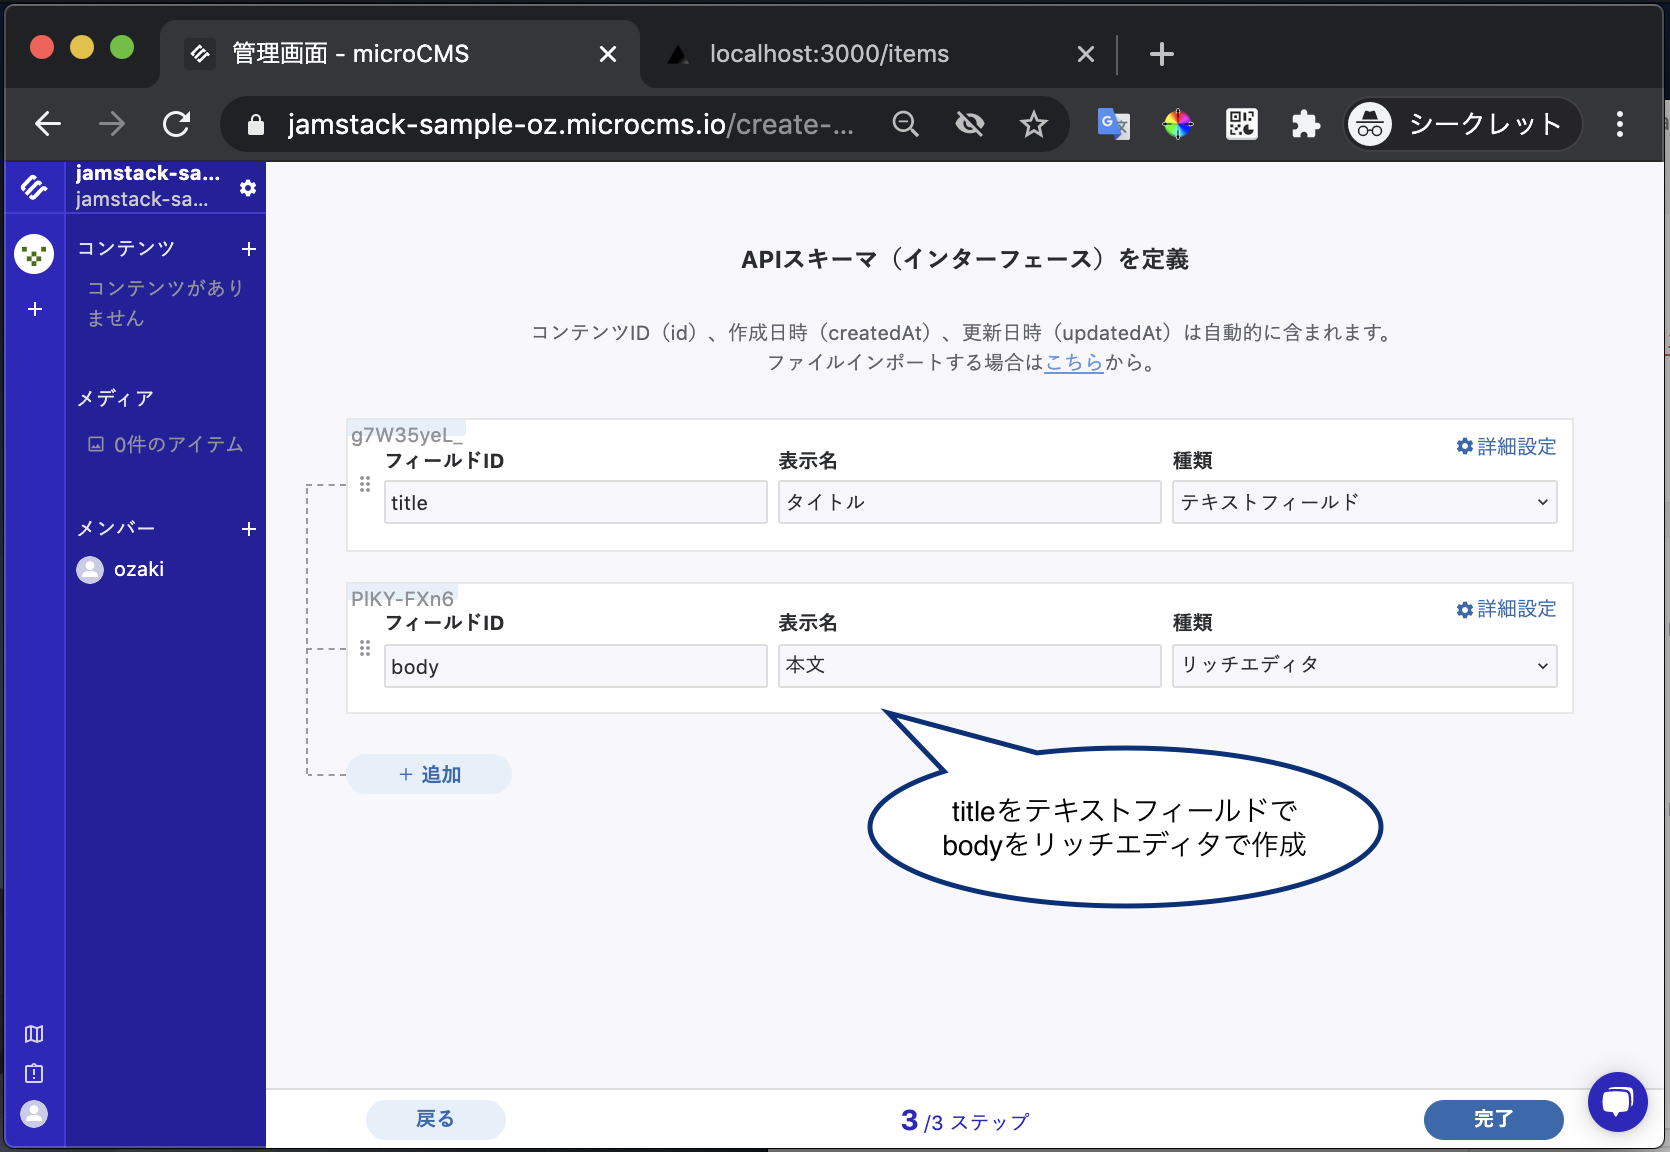 管理画面 - microCMS
localhost:3000/items
jamstack-sample-oz.microcms.io/create-...
シークレット
jamstack-sa...
jamstack-sa...
コンテンツ
コンテンツがあり
ません
メディア
0件のアイテム
メンバー
ozaki
APIスキーマ（インターフェース）を定義
コンテンツID（id）、作成日時（createdAt）、更新日時（updatedAt）は自動的に含まれます。
ファイルインポートする場合はこちらから。
g7W35yeL_
詳細設定
フィールドID 表示名 種類
title タイトル テキストフィールド
PIKY-FXn6
詳細設定
フィールドID 表示名 種類
body 本文 リッチエディタ
+ 追加
titleをテキストフィールドで
bodyをリッチエディタで作成
戻る 3 /3 ステップ 完了